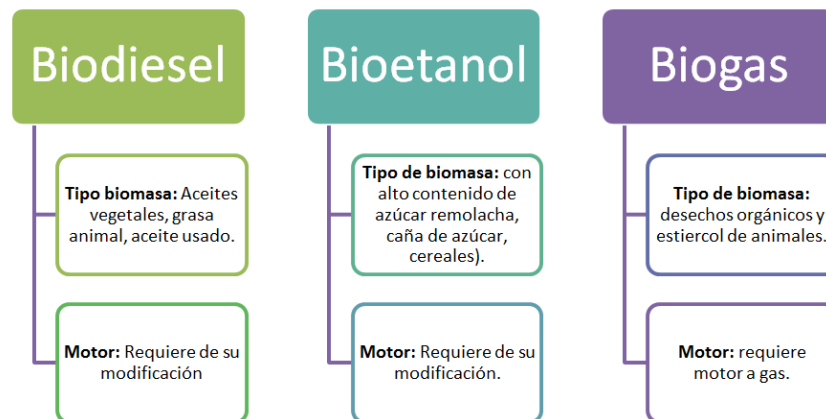 Biodiesel
Tipo biomasa: Aceites
vegetales, grasa
animal, aceite usado.
Motor: Requiere de su
modificación
Bioetanol
Tipo de biomasa: con
alto contenido de
azúcar remolacha,
caña de azúcar,
cereales).
Motor: Requiere de su
modificación.
Biogas
Tipo de biomasa:
desechos orgánicos y
estiercol de animales.
Motor: requiere
motor a gas.